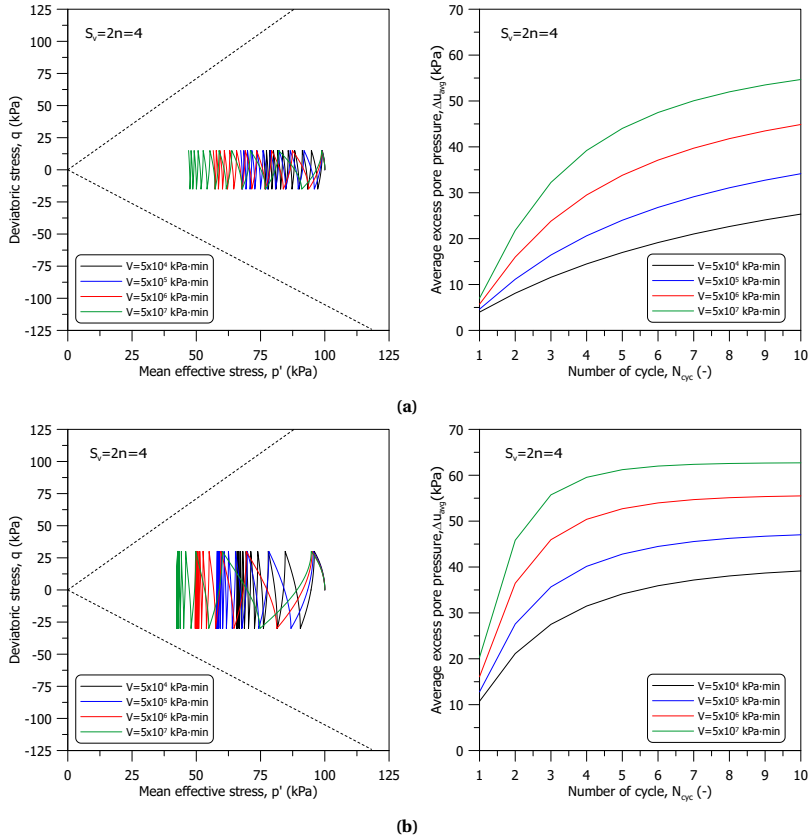 S_v=2n=4
Deviatoric stress, q (kPa)
125
100
75
50
25
0
-25
-50
-75
-100
-125
V=5x10⁴ kPa·min
V=5x10⁵ kPa·min
V=5x10⁶ kPa·min
V=5x10⁷ kPa·min
0 25 50 75 100 125
Mean effective stress, p' (kPa)
S_v=2n=4
Average excess pore pressure, Δu_avg(kPa)
70
60
50
40
30
20
10
0
V=5x10⁴ kPa·min
V=5x10⁵ kPa·min
V=5x10⁶ kPa·min
V=5x10⁷ kPa·min
1 2 3 4 5 6 7 8 9 10
Number of cycle, N_cyc (-)
(a)
S_v=2n=4
Deviatoric stress, q (kPa)
125
100
75
50
25
0
-25
-50
-75
-100
-125
V=5x10⁴ kPa·min
V=5x10⁵ kPa·min
V=5x10⁶ kPa·min
V=5x10⁷ kPa·min
0 25 50 75 100 125
Mean effective stress, p' (kPa)
S_v=2n=4
Average excess pore pressure,Δu_avg(kPa)
70
60
50
40
30
20
10
0
V=5x10⁴ kPa·min
V=5x10⁵ kPa·min
V=5x10⁶ kPa·min
V=5x10⁷ kPa·min
1 2 3 4 5 6 7 8 9 10
Number of cycle, N_cyc (-)
(b)